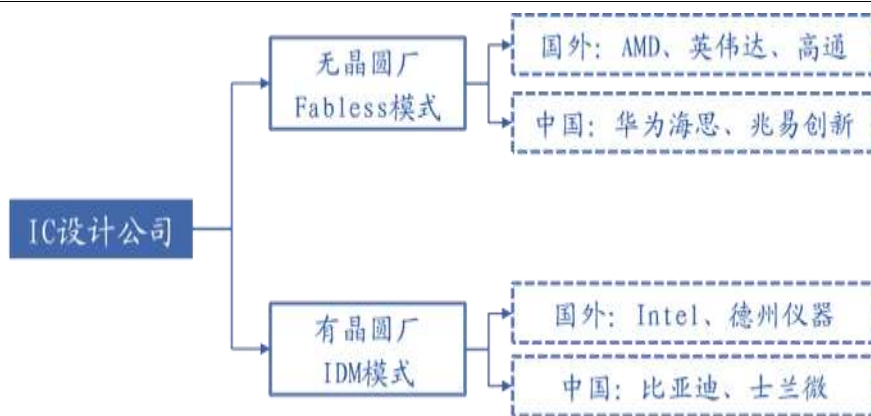 IC设计公司
无晶圆厂
Fabless模式
国外：AMD、英伟达、高通
中国：华为海思、兆易创新
有晶圆厂
IDM模式
国外：Intel、德州仪器
中国：比亚迪、士兰微